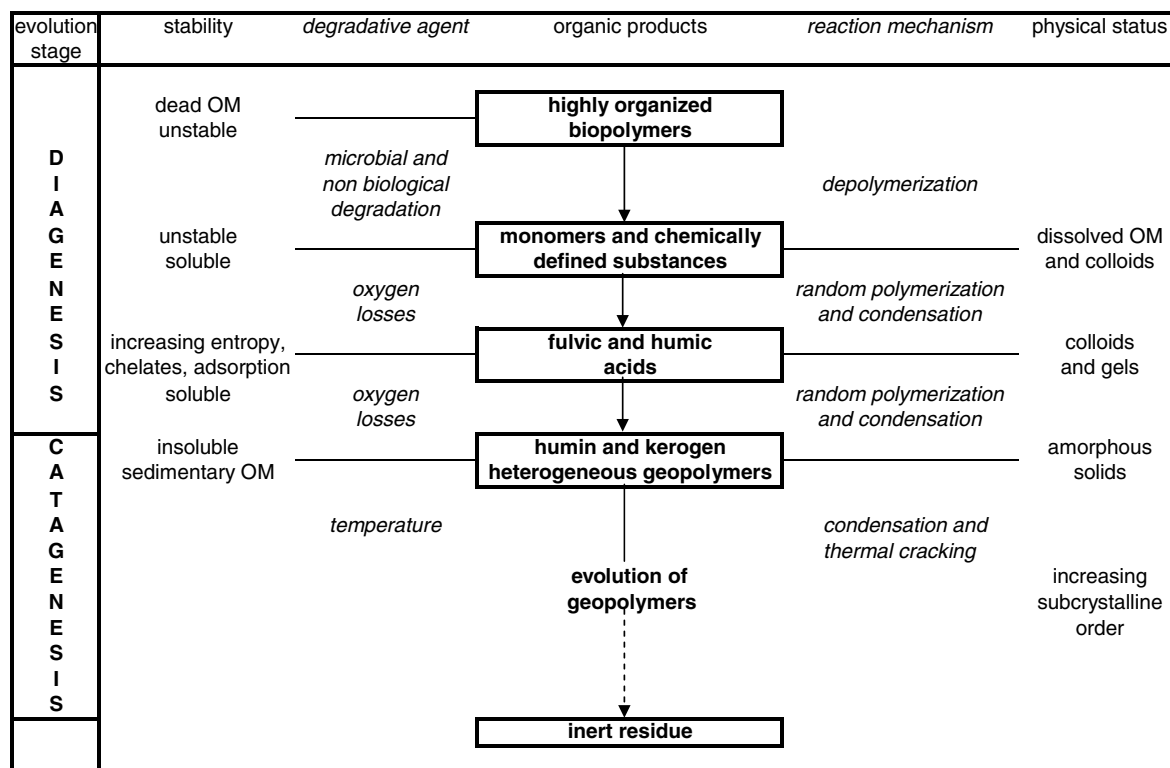 evolution stage stability degradative agent organic products reaction mechanism physical status
dead OM
unstable
highly organized
biopolymers
D
I
A
G
E
N
E
S
I
S
microbial and
non biological
degradation
depolymerization
unstable
soluble
monomers and chemically
defined substances
dissolved OM
and colloids
oxygen
losses
random polymerization
and condensation
increasing entropy,
chelates, adsorption
soluble
fulvic and humic
acids
colloids
and gels
oxygen
losses
random polymerization
and condensation
C
A
T
A
G
E
N
E
S
I
S
insoluble
sedimentary OM
humin and kerogen
heterogeneous geopolymers
amorphous
solids
temperature
condensation and
thermal cracking
evolution of
geopolymers
increasing
subcrystalline
order
inert residue